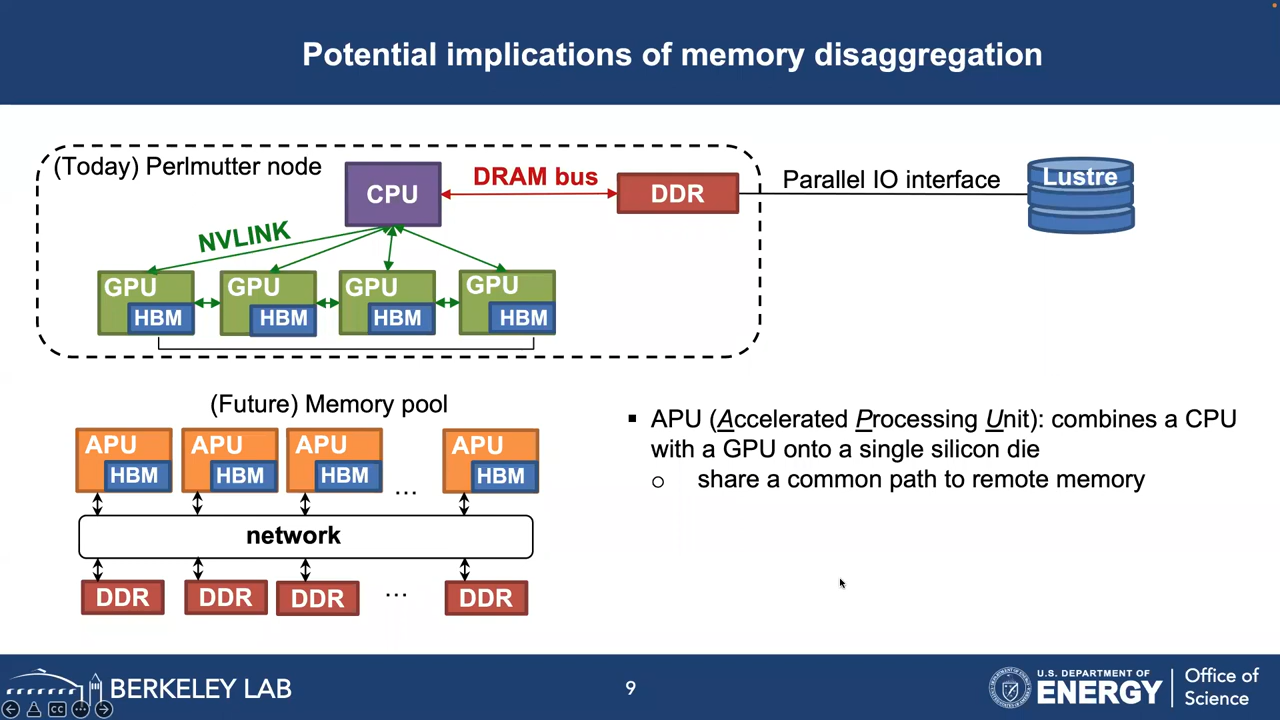 Potential implications of memory disaggregation
(Today) Perlmutter node
CPU
DRAM bus
DDR
Parallel IO interface
Lustre
NVLINK
GPU
HBM
GPU
HBM
GPU
HBM
GPU
HBM
(Future) Memory pool
APU
HBM
APU
HBM
APU
HBM
...
APU
HBM
network
DDR
DDR
DDR
...
DDR
▪ APU (Accelerated Processing Unit): combines a CPU
with a GPU onto a single silicon die
o share a common path to remote memory
BERKELEY LAB
9
U.S. DEPARTMENT OF
ENERGY
Office of
Science
CC